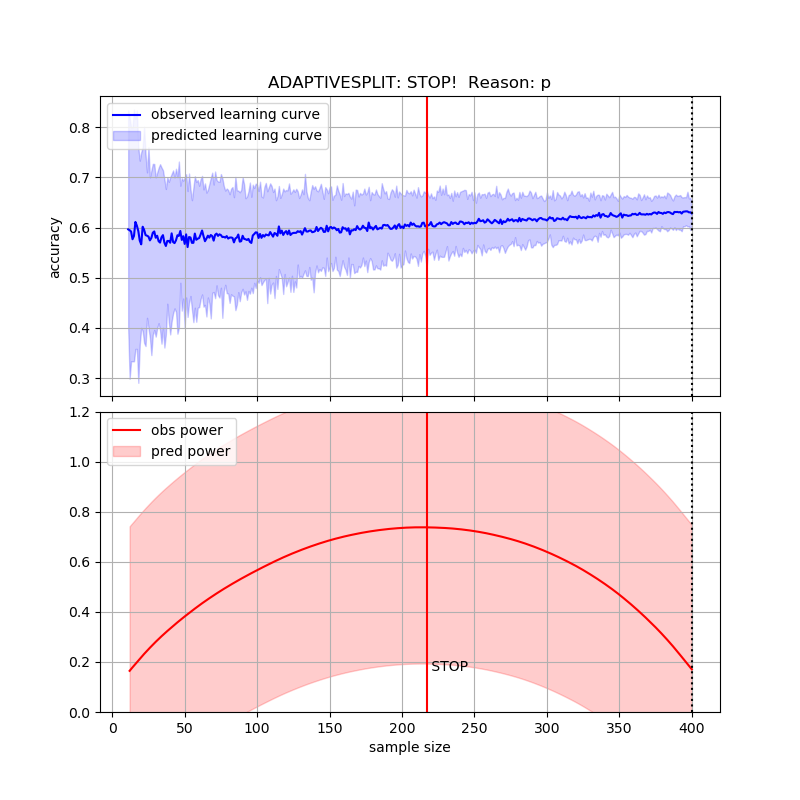 ADAPTIVESPLIT: STOP!  Reason: p
observed learning curve
predicted learning curve
0.8
0.7
0.6
0.5
0.4
0.3
accuracy
obs power
pred power
1.2
1.0
0.8
0.6
0.4
0.2
0.0
STOP
0 50 100 150 200 250 300 350 400
sample size